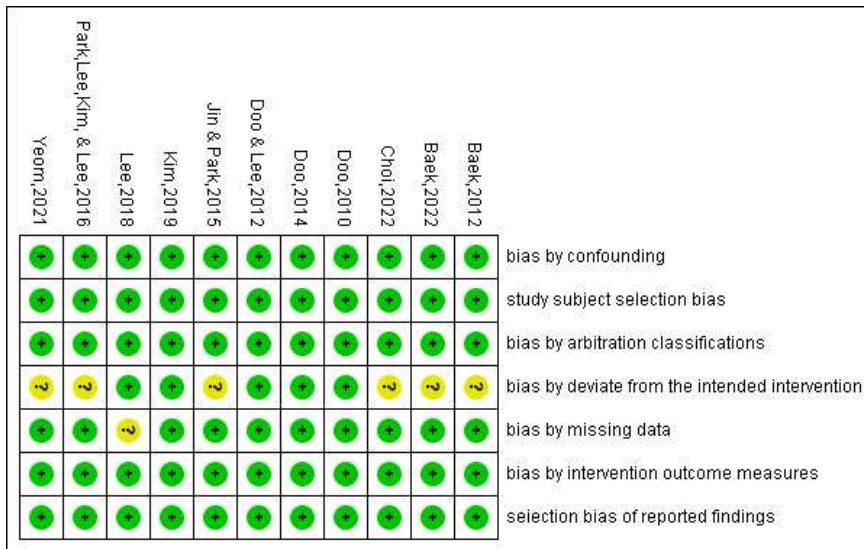 Yeom,2021
Park,Lee,Kim, & Lee,2016
Lee,2018
Kim,2019
Jin & Park,2015
Doo & Lee,2012
Doo,2014
Doo,2010
Choi,2022
Baek,2022
Baek,2012
+ + + + + + + + + + + bias by confounding
+ + + + + + + + + + + study subject selection bias
+ + + + + + + + + + + bias by arbitration classifications
? ? + + ? + + + ? ? ? bias by deviate from the intended intervention
+ + ? + + + + + + + + bias by missing data
+ + + + + + + + + + + bias by intervention outcome measures
+ + + + + + + + + + + seiection bias of reported findings